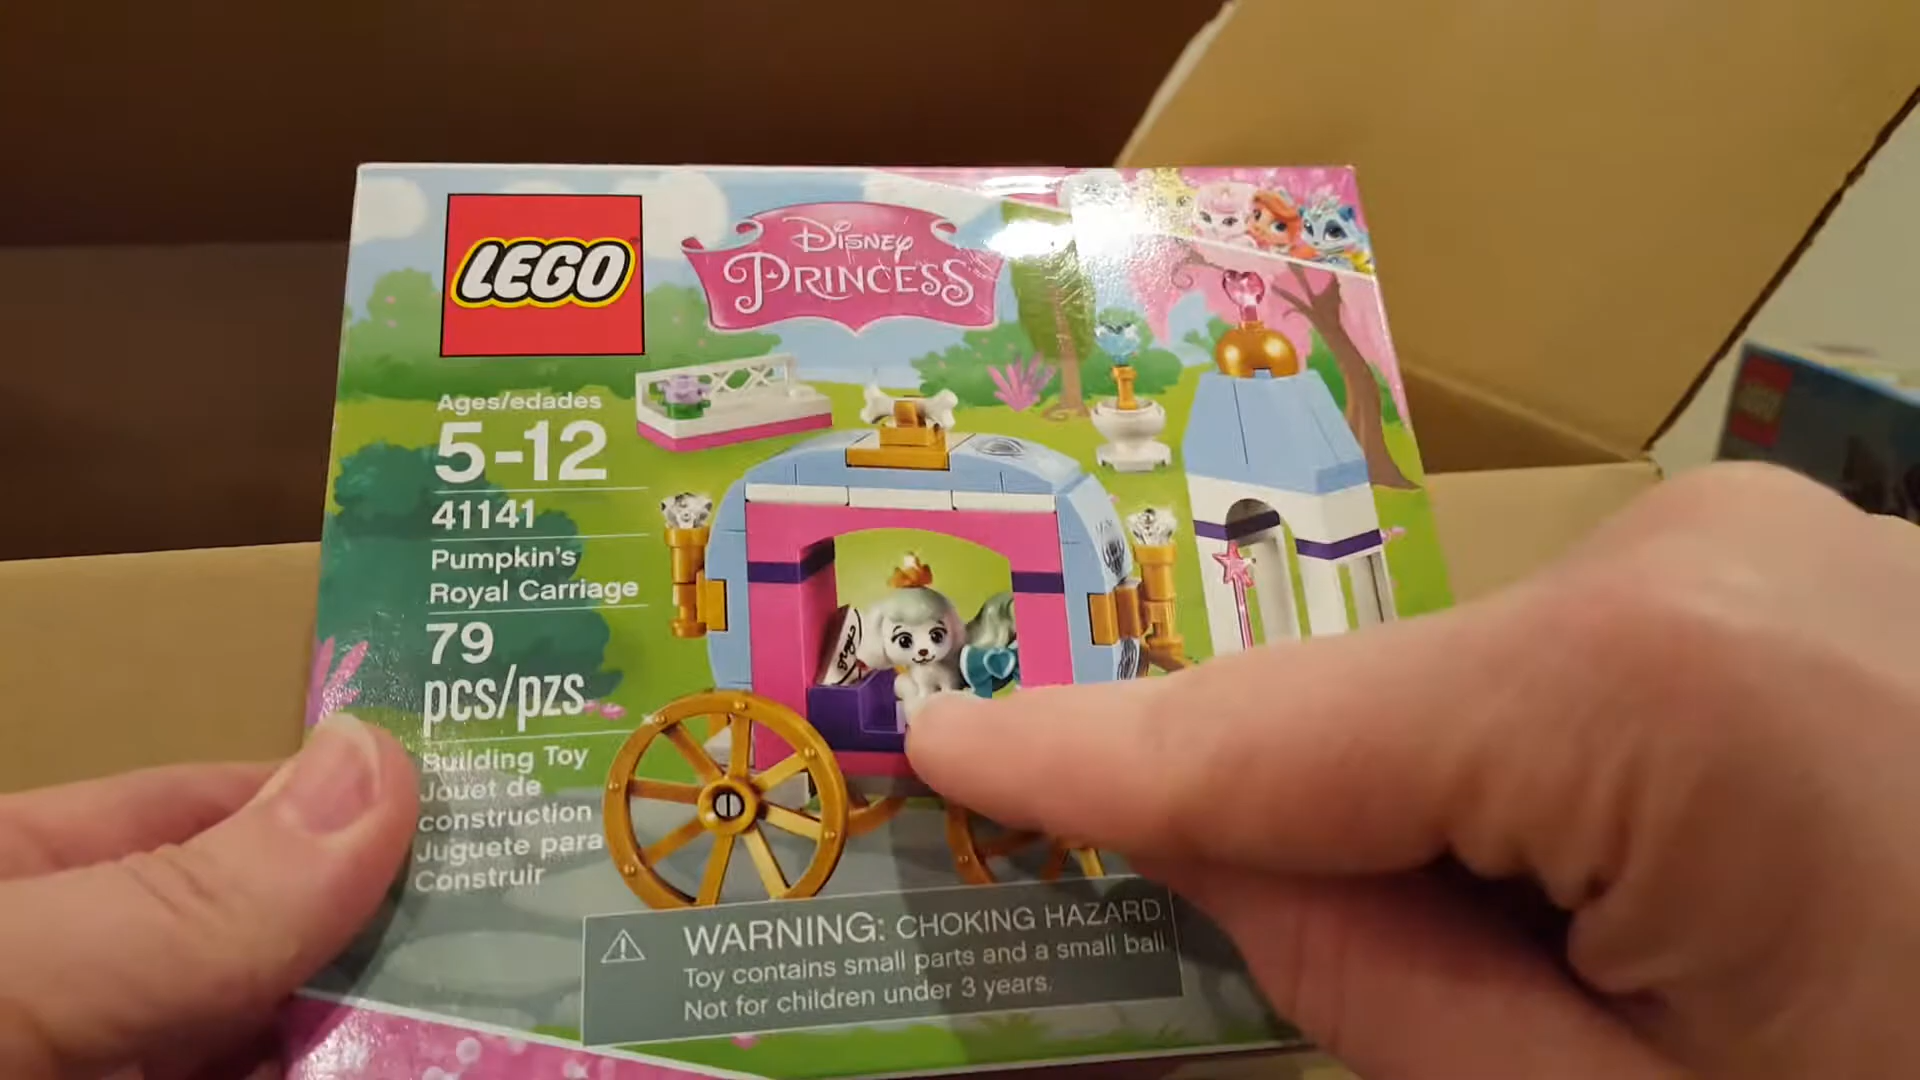 LEGO
DISNEY
PRINCESS
Ages/edades
5-12
41141
Pumpkin's
Royal Carriage
79
pcs/pzs
Building Toy
Jouet de
construction
Juguete para
Construir
WARNING: CHOKING HAZARD.
Toy contains small parts and a small ball.
Not for children under 3 years.
LEGO